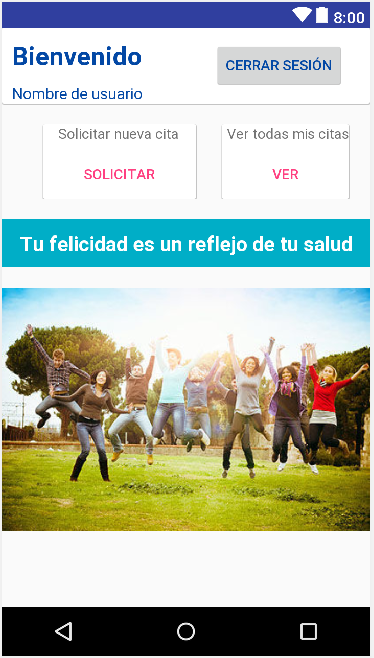 8:00
Bienvenido
CERRAR SESIÓN
Nombre de usuario
Solicitar nueva cita
Ver todas mis citas
SOLICITAR
VER
Tu felicidad es un reflejo de tu salud